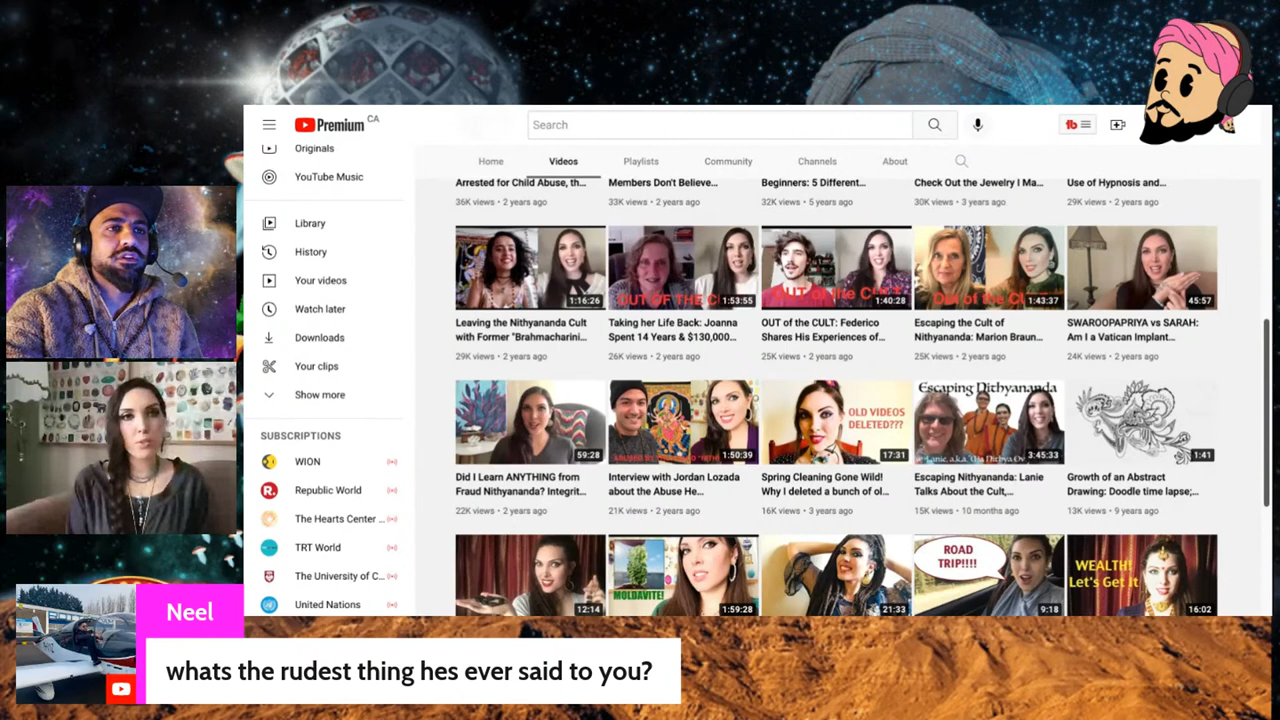 Premium CA
Search
Originals
YouTube Music
Library
History
Your videos
Watch later
Downloads
Your clips
Show more
SUBSCRIPTIONS
WION
Republic World
The Hearts Center ...
TRT World
The University of C...
United Nations
Home Videos Playlists Community Channels About
Arrested for Child Abuse, th... Members Don't Believe... Beginners: 5 Different... Check Out the Jewelry I Ma... Use of Hypnosis and...
36K views • 2 years ago 33K views • 2 years ago 32K views • 5 years ago 30K views • 3 years ago 29K views • 2 years ago
1:16:26 OUT OF THE C 1:53:55 OUT of the CULT 1:40:28 Out of the Cu 1:43:37 45:57
Leaving the Nithyananda Cult Taking her Life Back: Joanna OUT of the CULT: Federico Escaping the Cult of SWAROOPAPRIYA vs SARAH:
with Former "Brahmacharini... Spent 14 Years & $130,000... Shares His Experiences of... Nithyananda: Marion Braun... Am I a Vatican Implant...
29K views • 2 years ago 26K views • 2 years ago 25K views • 2 years ago 25K views • 2 years ago 24K views • 2 years ago
Escaping Nithyananda
OLD VIDEOS
DELETED???
59:28 1:50:39 17:31 3:45:33 1:41
Did I Learn ANYTHING from Interview with Jordan Lozada Spring Cleaning Gone Wild! Escaping Nithyananda: Lanie Growth of an Abstract
Fraud Nithyananda? Integrit... about the Abuse He... Why I deleted a bunch of ol... Talks About the Cult,... Drawing: Doodle time lapse;...
22K views • 2 years ago 21K views • 2 years ago 16K views • 3 years ago 15K views • 10 months ago 13K views • 9 years ago
MOLDAVITE!
ROAD
TRIP!!!!
WEALTH!
Let's Get It
12:14 1:59:28 21:33 9:18 16:02
Neel
whats the rudest thing hes ever said to you?